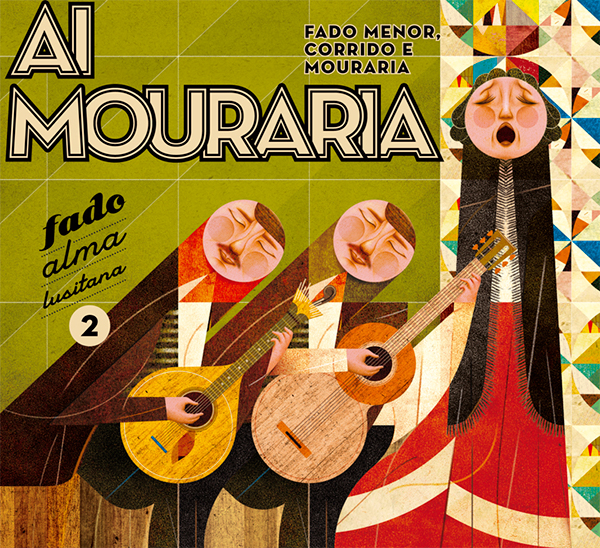 AI
MOURARIA
FADO MENOR,
CORRIDO E
MOURARIA
fado
alma
lusitana
2